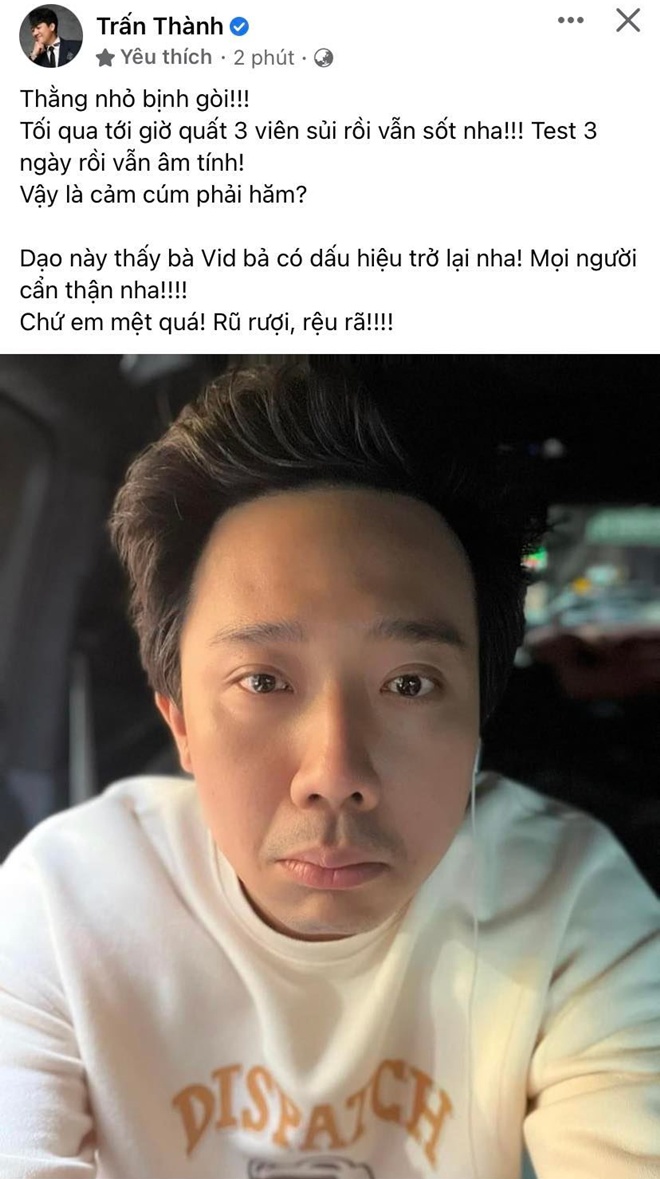 Trấn Thành
Yêu thích · 2 phút ·
Thằng nhỏ bịnh gòi!!!
Tối qua tới giờ quất 3 viên sủi rồi vẫn sốt nha!!! Test 3
ngày rồi vẫn âm tính!
Vậy là cảm cúm phải hăm?
Dạo này thấy bà Vid bả có dấu hiệu trở lại nha! Mọi người
cẩn thận nha!!!!
Chứ em mệt quá! Rũ rượi, rệu rã!!!!
DISPATCH